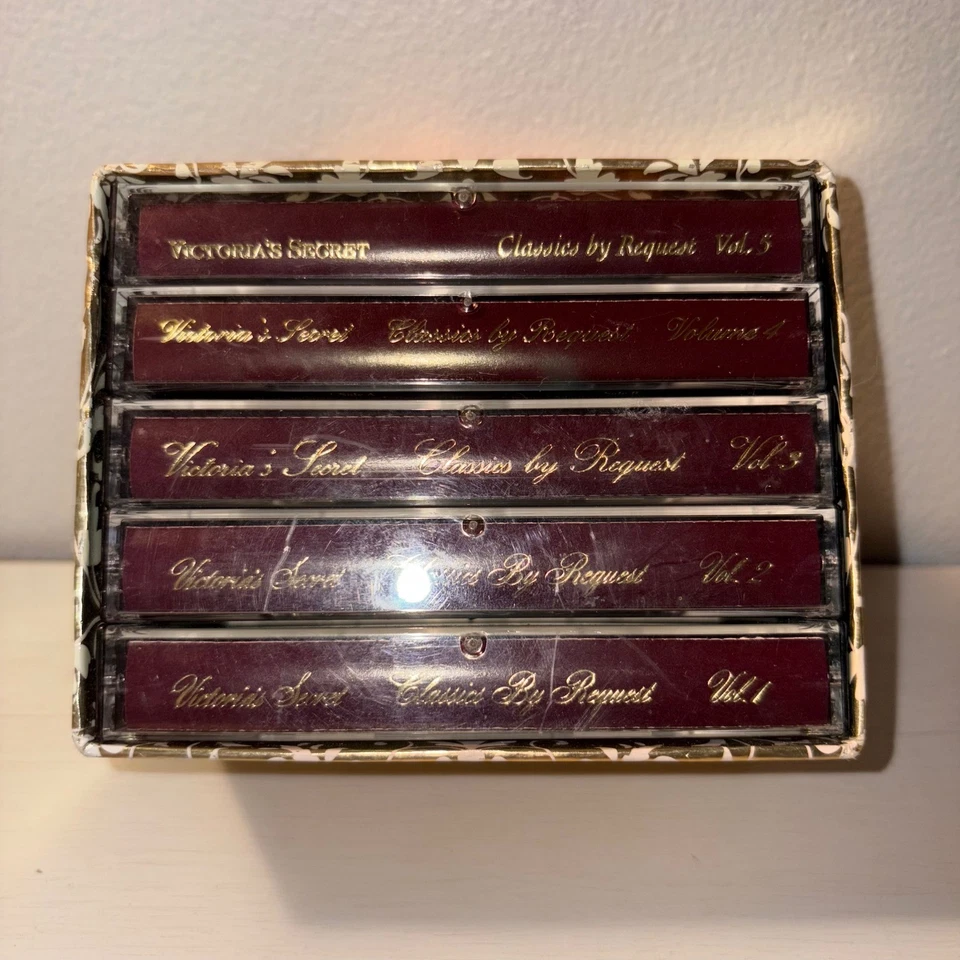 VICTORIA'S SECRET Classics by Request Vol. 5
Victoria's Secret Classics by Request Volume 4
Victoria's Secret Classics by Request Vol 3
Victoria's Secret Classics By Request Vol. 2
Victoria's Secret Classics By Request Vol. 1